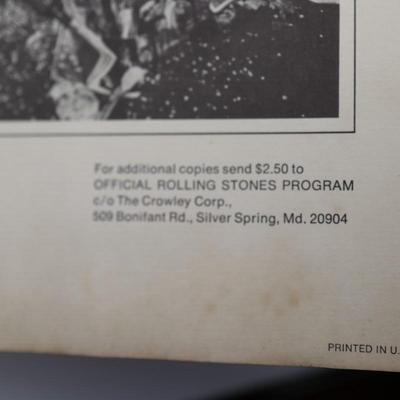 For additional copies send $2.50 to
OFFICIAL ROLLING STONES PROGRAM
c/o The Crowley Corp.,
509 Bonifant Rd., Silver Spring, Md. 20904
PRINTED IN U.